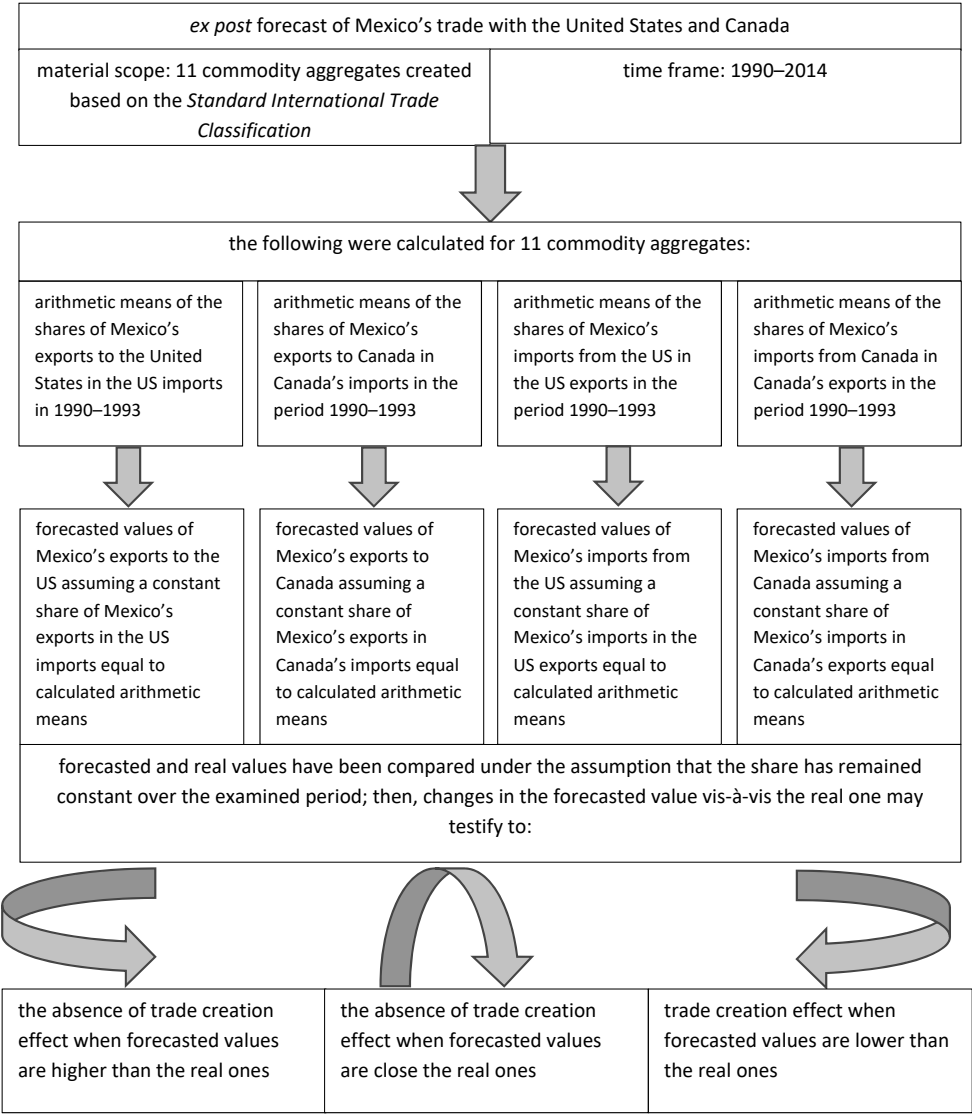 ex post forecast of Mexico’s trade with the United States and Canada
material scope: 11 commodity aggregates created
based on the Standard International Trade
Classification
time frame: 1990–2014
the following were calculated for 11 commodity aggregates:
arithmetic means of the
shares of Mexico’s
exports to the United
States in the US imports
in 1990–1993
arithmetic means of the
shares of Mexico’s
exports to Canada in
Canada’s imports in the
period 1990–1993
arithmetic means of the
shares of Mexico’s
imports from the US in
the US exports in the
period 1990–1993
arithmetic means of the
shares of Mexico’s
imports from Canada in
Canada’s exports in the
period 1990–1993
forecasted values of
Mexico’s exports to the
US assuming a constant
share of Mexico’s
exports in the US
imports equal to
calculated arithmetic
means
forecasted values of
Mexico’s exports to
Canada assuming a
constant share of
Mexico’s exports in
Canada’s imports equal
to calculated arithmetic
means
forecasted values of
Mexico’s imports from
the US assuming a
constant share of
Mexico’s imports in the
US exports equal to
calculated arithmetic
means
forecasted values of
Mexico’s imports from
Canada assuming a
constant share of
Mexico’s imports in
Canada’s exports equal
to calculated arithmetic
means
forecasted and real values have been compared under the assumption that the share has remained
constant over the examined period; then, changes in the forecasted value vis-à-vis the real one may
testify to:
the absence of trade creation
effect when forecasted values
are higher than the real ones
the absence of trade creation
effect when forecasted values
are close the real ones
trade creation effect when
forecasted values are lower than
the real ones